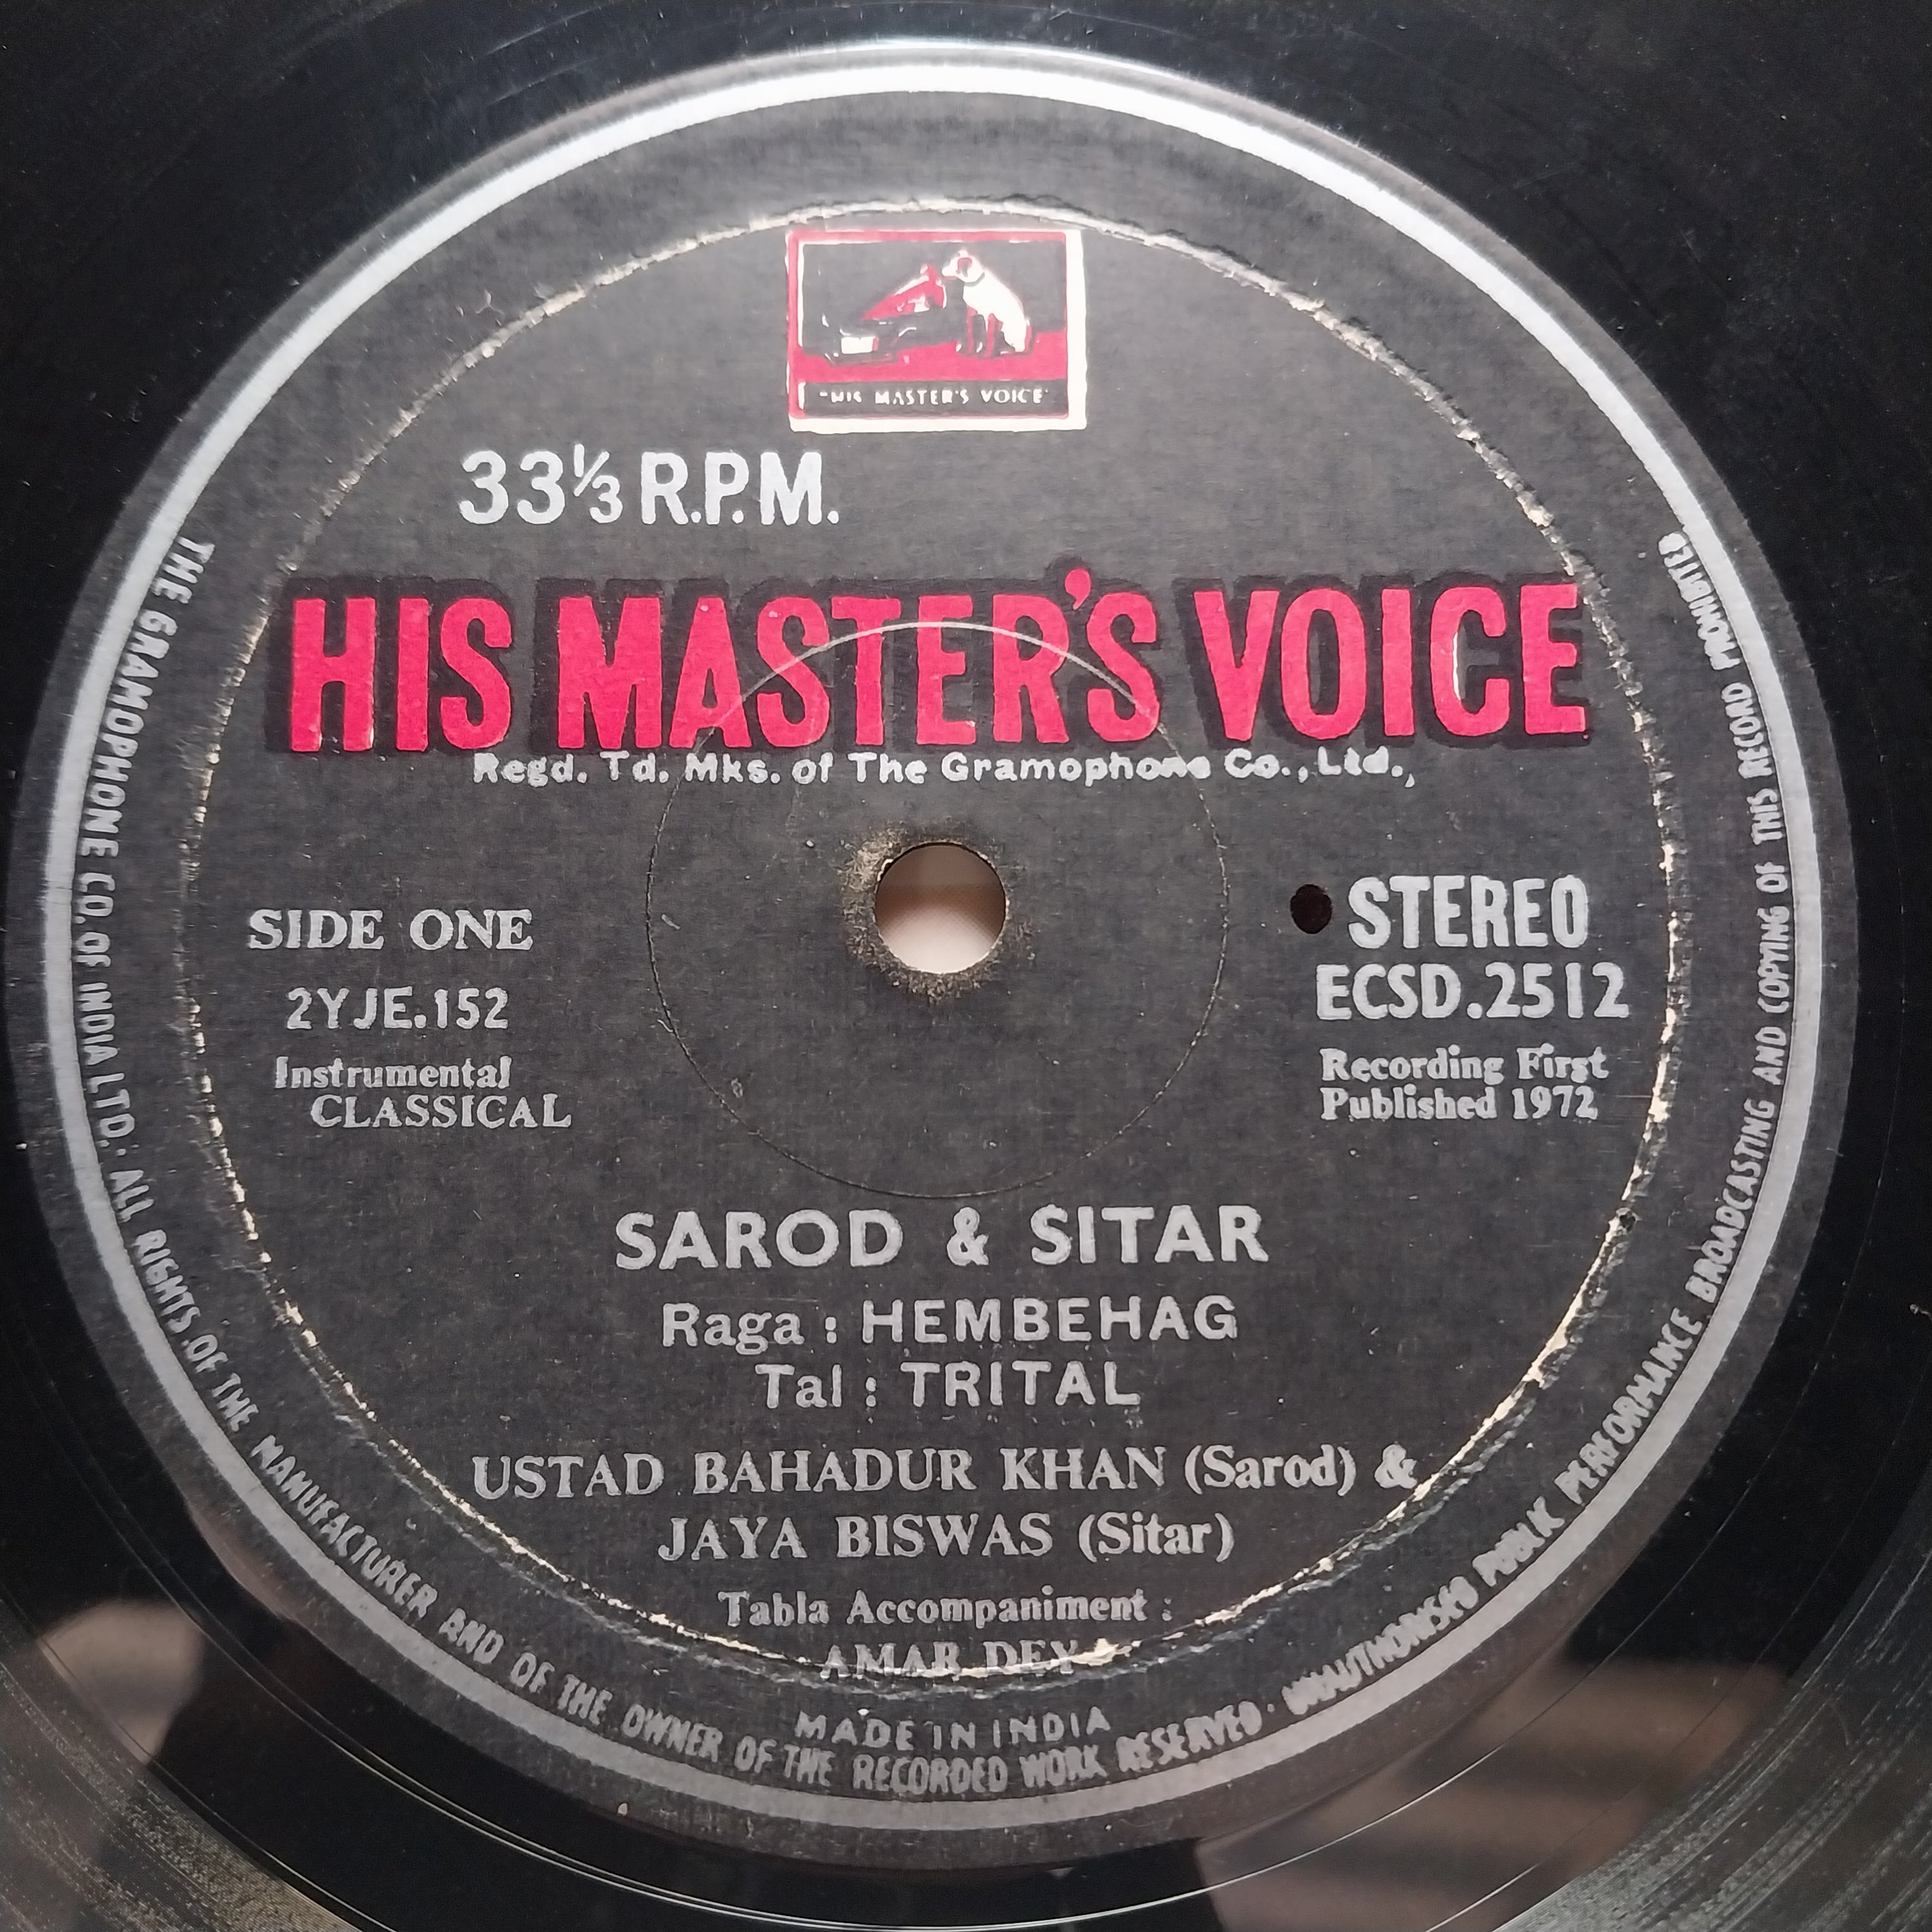 "HIS MASTER'S VOICE"
33⅓ R.P.M.
HIS MASTER'S VOICE
Regd. Td. Mks. of The Gramophone Co., Ltd.,
SIDE ONE
2YJE.152
Instrumental
CLASSICAL
STEREO
ECSD.2512
Recording First
Published 1972
SAROD & SITAR
Raga : HEMBEHAG
Tal : TRITAL
USTAD BAHADUR KHAN (Sarod) &
JAYA BISWAS (Sitar)
Tabla Accompaniment :
AMAR DEY
MADE IN INDIA
THE GRAMOPHONE CO. OF INDIA LTD. · ALL RIGHTS OF THE MANUFACTURER AND OF THE OWNER OF THE RECORDED WORK RESERVED · UNAUTHORISED PUBLIC PERFORMANCE BROADCASTING AND COPYING OF THIS RECORD PROHIBITED